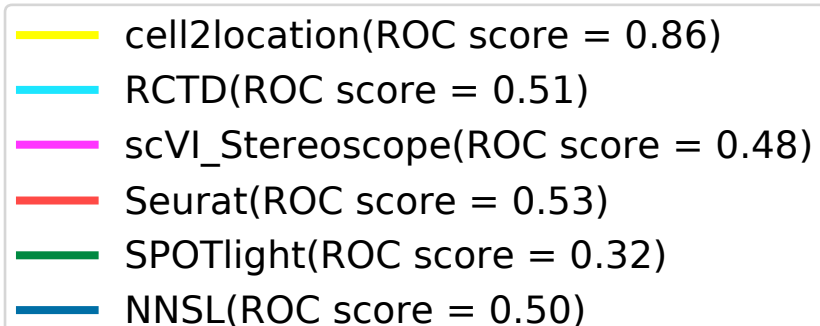 cell2location(ROC score = 0.86)
RCTD(ROC score = 0.51)
scVI_Stereoscope(ROC score = 0.48)
Seurat(ROC score = 0.53)
SPOTlight(ROC score = 0.32)
NNSL(ROC score = 0.50)